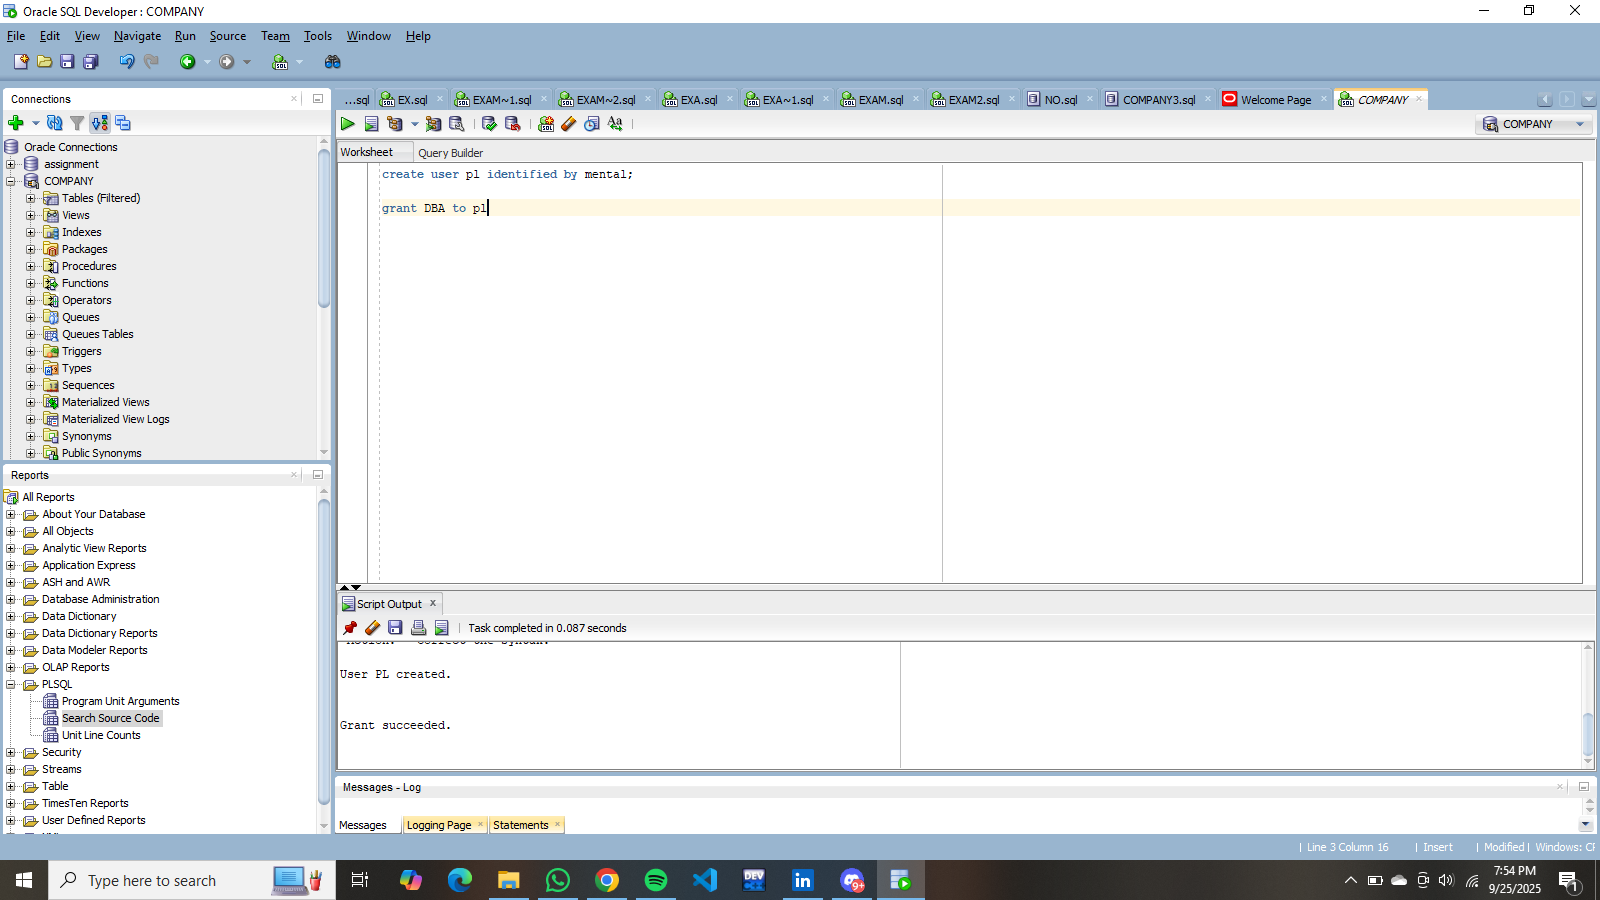 Oracle SQL Developer : COMPANY
File Edit View Navigate Run Source Team Tools Window Help
Connections
...sql EX.sql EXAM~1.sql EXAM~2.sql EXA.sql EXA~1.sql EXAM.sql EXAM2.sql NO.sql COMPANY3.sql Welcome Page COMPANY
COMPANY
Worksheet Query Builder
Oracle Connections
assignment
COMPANY
Tables (Filtered)
Views
Indexes
Packages
Procedures
Functions
Operators
Queues
Queues Tables
Triggers
Types
Sequences
Materialized Views
Materialized View Logs
Synonyms
Public Synonyms
create user pl identified by mental;
grant DBA to pl
Reports
All Reports
About Your Database
All Objects
Analytic View Reports
Application Express
ASH and AWR
Database Administration
Data Dictionary
Data Dictionary Reports
Data Modeler Reports
OLAP Reports
PLSQL
Program Unit Arguments
Search Source Code
Unit Line Counts
Security
Streams
Table
TimesTen Reports
User Defined Reports
Script Output
Task completed in 0.087 seconds
User PL created.
Grant succeeded.
Messages - Log
Messages Logging Page Statements
Line 3 Column 16 Insert Modified Windows: CF
Type here to search
7:54 PM
9/25/2025